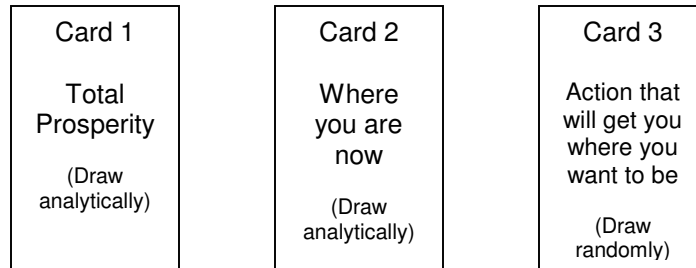 Card 1
Total
Prosperity
(Draw
analytically)
Card 2
Where
you are
now
(Draw
analytically)
Card 3
Action that
will get you
where you
want to be
(Draw
randomly)